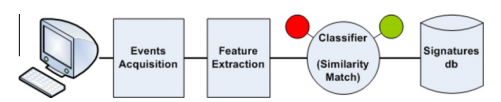 Events
Acquisition
Feature
Extraction
Classifier
(Similarity
Match)
Signatures
db